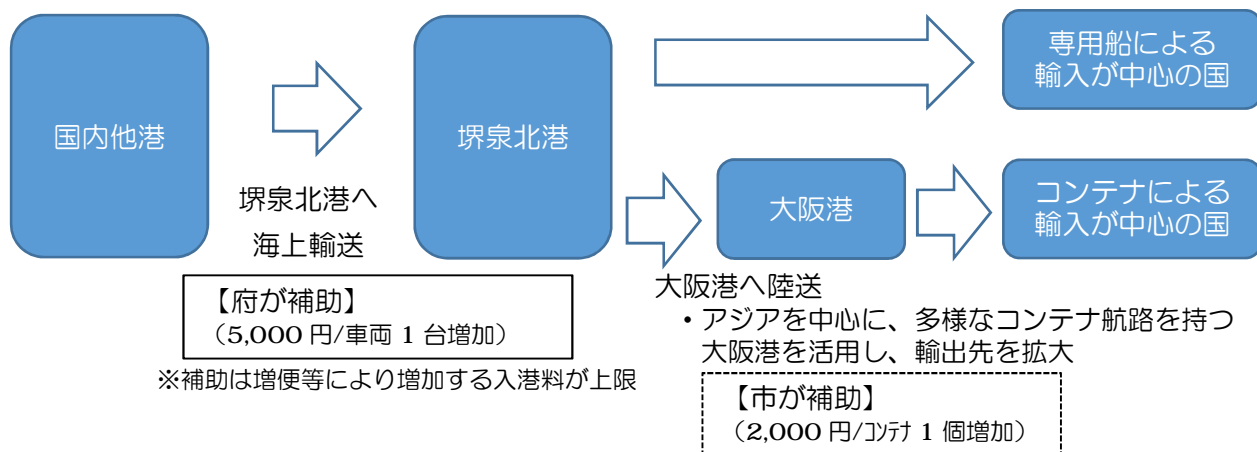 国内他港
堺泉北港へ
海上輸送
【府が補助】
（5,000 円/車両 1 台増加）
※補助は増便等により増加する入港料が上限
堺泉北港
専用船による
輸入が中心の国
大阪港
コンテナによる
輸入が中心の国
大阪港へ陸送
・アジアを中心に、多様なコンテナ航路を持つ
大阪港を活用し、輸出先を拡大
【市が補助】
（2,000 円/ｺﾝﾃﾅ 1 個増加）